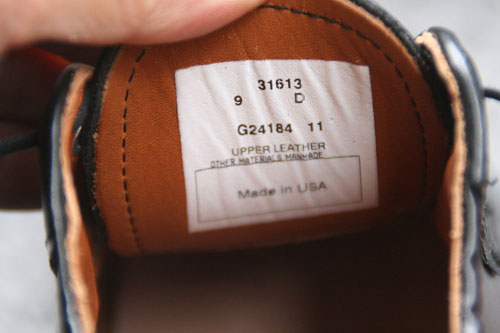 31613
9 D
G24184 11
UPPER LEATHER
OTHER MATERIALS MANMADE
Made in USA